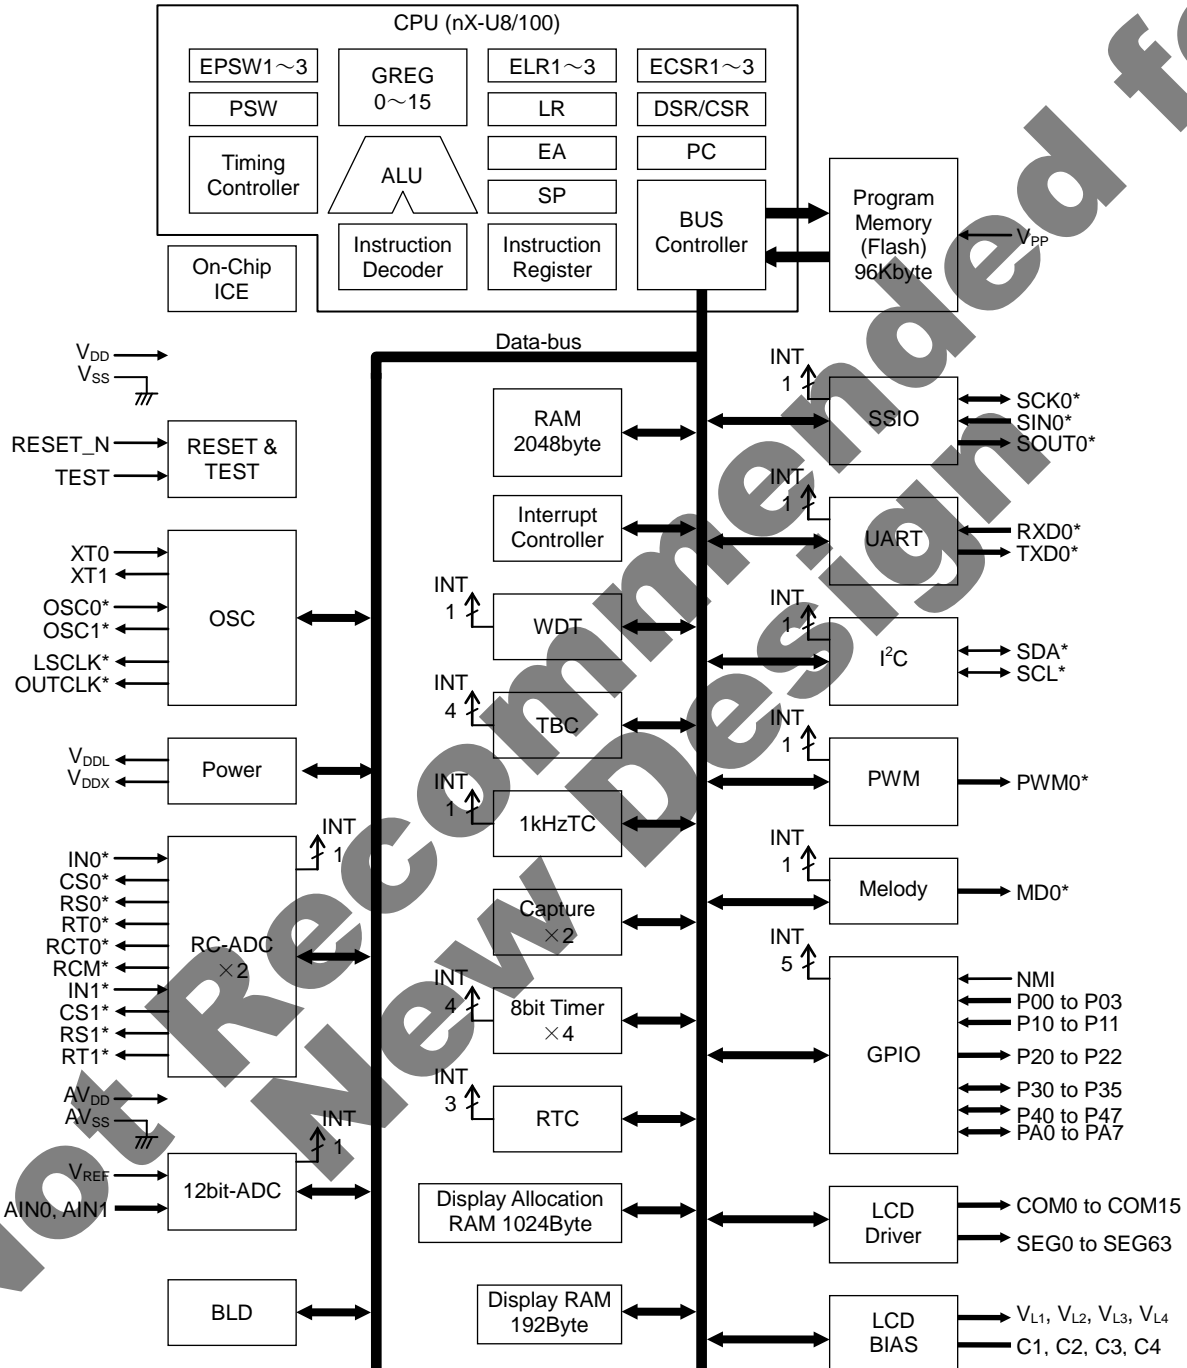 CPU (nX-U8/100)
EPSW1～3
GREG
0～15
ELR1～3
ECSR1～3
PSW
LR
DSR/CSR
Timing
Controller
ALU
EA
PC
SP
BUS
Controller
Instruction
Decoder
Instruction
Register
Program
Memory
(Flash)
96Kbyte
VPP
On-Chip
ICE
Data-bus
VDD
VSS
RESET_N
TEST
RESET &
TEST
XT0
XT1
OSC0*
OSC1*
LSCLK*
OUTCLK*
OSC
VDDL
VDDX
Power
IN0*
CS0*
RS0*
RT0*
RCT0*
RCM*
IN1*
CS1*
RS1*
RT1*
RC-ADC
×2
INT
1
AVDD
AVSS
VREF
AIN0, AIN1
12bit-ADC
INT
1
BLD
RAM
2048byte
Interrupt
Controller
INT
1
WDT
INT
4
TBC
INT
1
1kHzTC
Capture
×2
INT
4
8bit Timer
×4
INT
3
RTC
Display Allocation
RAM 1024Byte
Display RAM
192Byte
INT
1
SSIO
SCK0*
SIN0*
SOUT0*
INT
1
UART
RXD0*
TXD0*
INT
1
I²C
SDA*
SCL*
INT
1
PWM
PWM0*
INT
1
Melody
MD0*
INT
5
GPIO
NMI
P00 to P03
P10 to P11
P20 to P22
P30 to P35
P40 to P47
PA0 to PA7
LCD
Driver
COM0 to COM15
SEG0 to SEG63
LCD
BIAS
VL1, VL2, VL3, VL4
C1, C2, C3, C4
Not Recommended fo
New Design